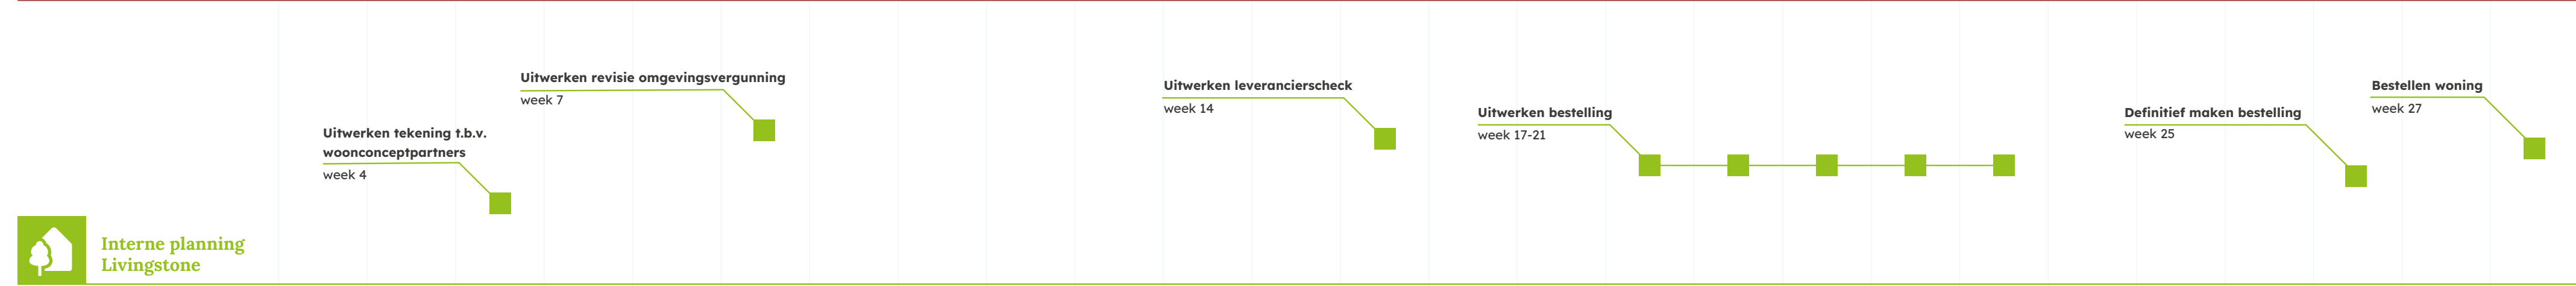 Uitwerken tekening t.b.v.
woonconceptpartners
week 4
Uitwerken revisie omgevingsvergunning
week 7
Uitwerken leverancierscheck
week 14
Uitwerken bestelling
week 17-21
Definitief maken bestelling
week 25
Bestellen woning
week 27
Interne planning
Livingstone